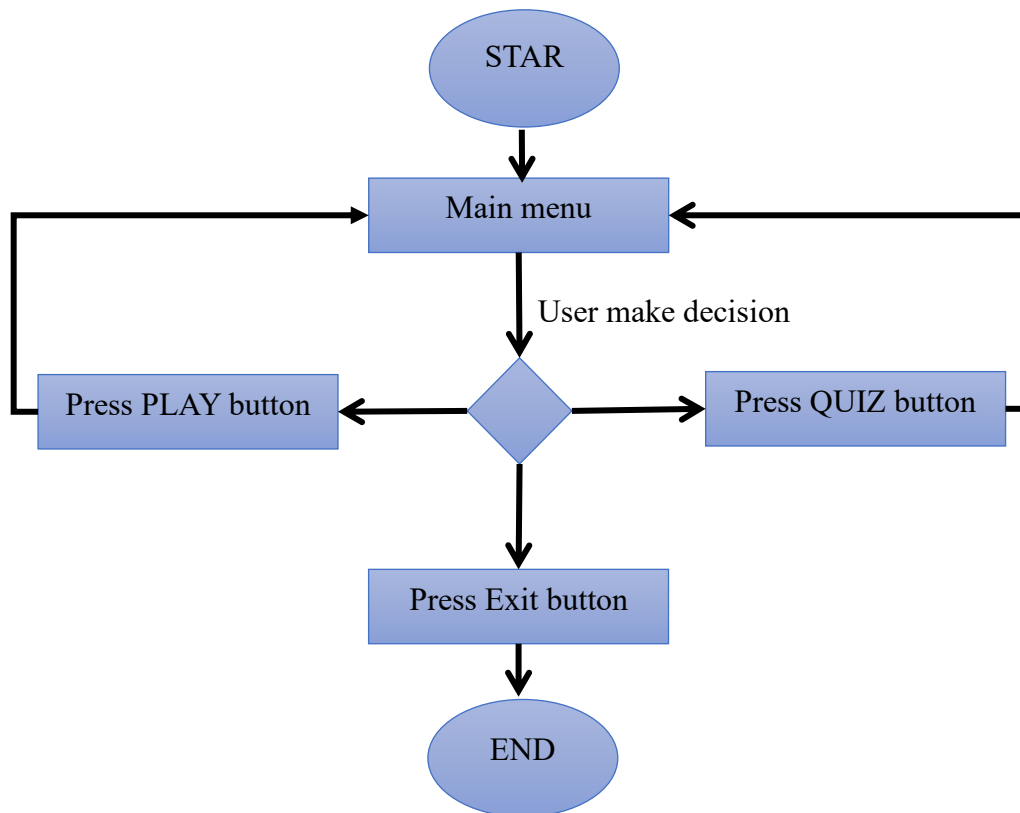 STAR
Main menu
User make decision
Press PLAY button
Press QUIZ button
Press Exit button
END